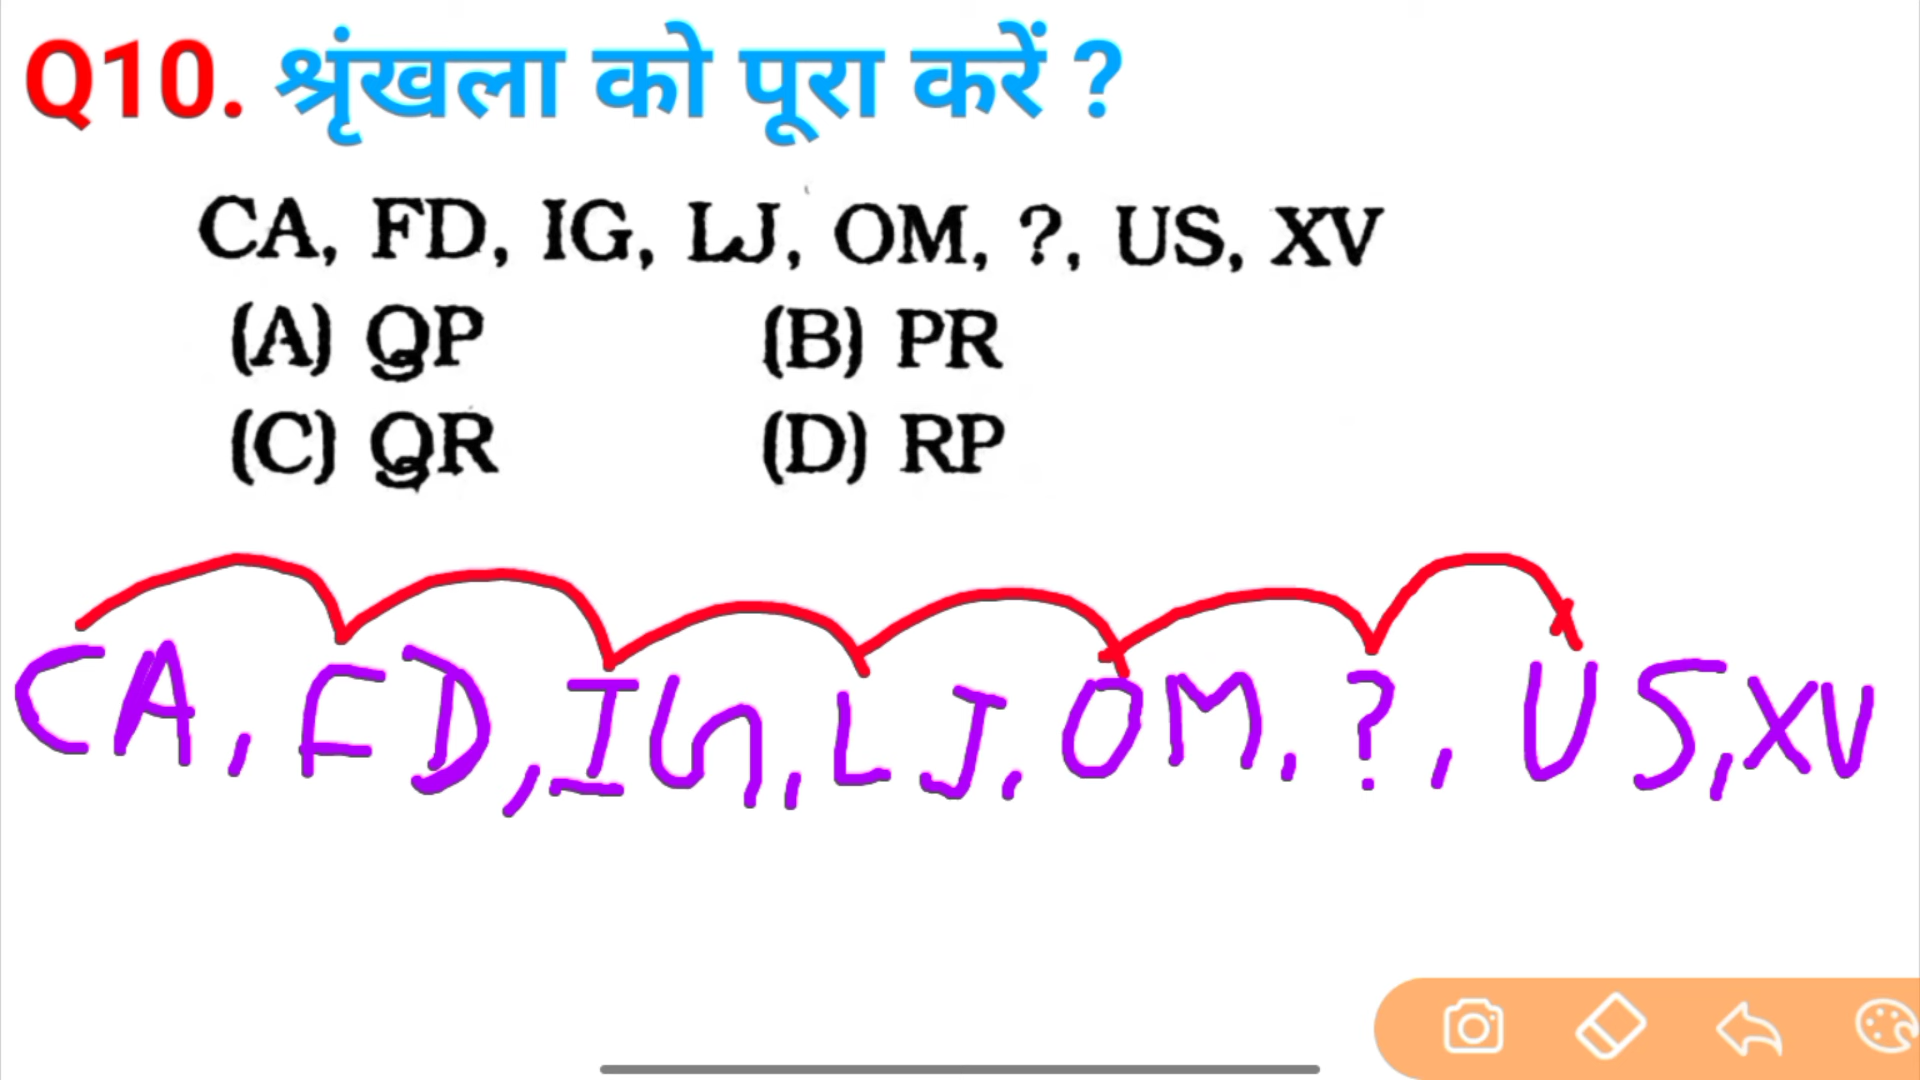 Q10. श्रृंखला को पूरा करें ?
CA, FD, IG, LJ, OM, ?, US, XV
(A) QP (B) PR
(C) QR (D) RP
CA, FD, IG, LJ, OM, ?, US, XV